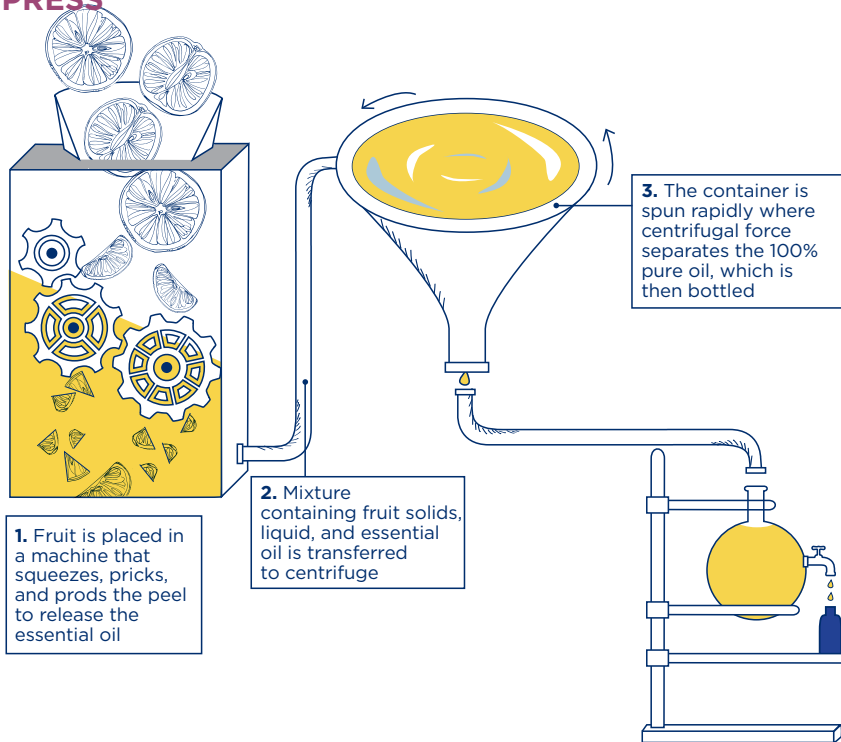 PRESS
3. The container is
spun rapidly where
centrifugal force
separates the 100%
pure oil, which is
then bottled
2. Mixture
containing fruit solids,
liquid, and essential
oil is transferred
to centrifuge
1. Fruit is placed in
a machine that
squeezes, pricks,
and prods the peel
to release the
essential oil